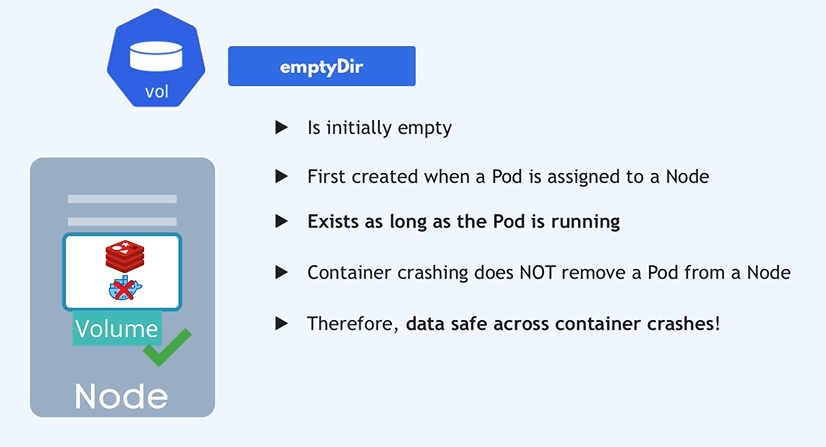 vol
emptyDir
Is initially empty
First created when a Pod is assigned to a Node
Exists as long as the Pod is running
Container crashing does NOT remove a Pod from a Node
Therefore, data safe across container crashes!
Volume
Node